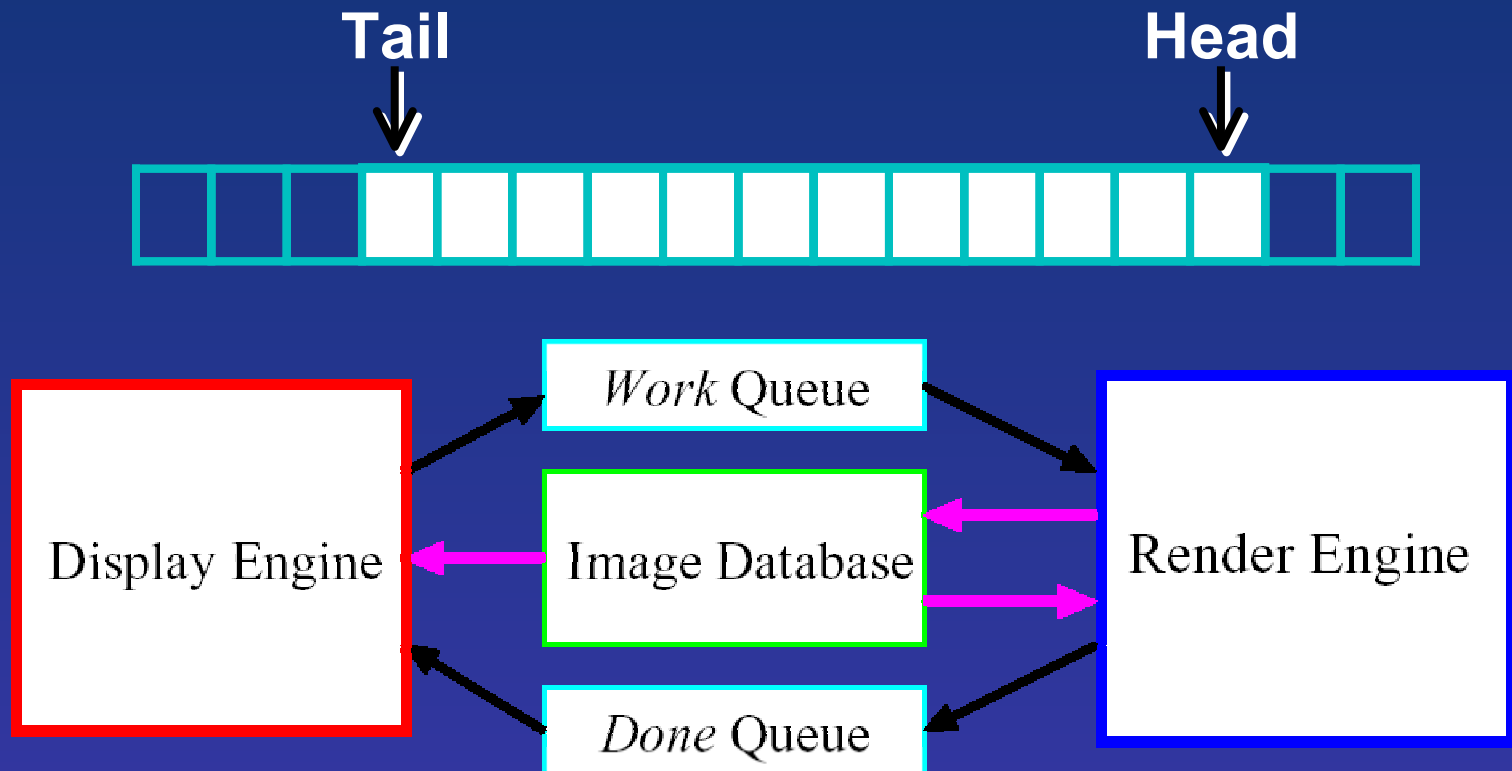 Tail
Head
Work Queue
Display Engine
Image Database
Render Engine
Done Queue